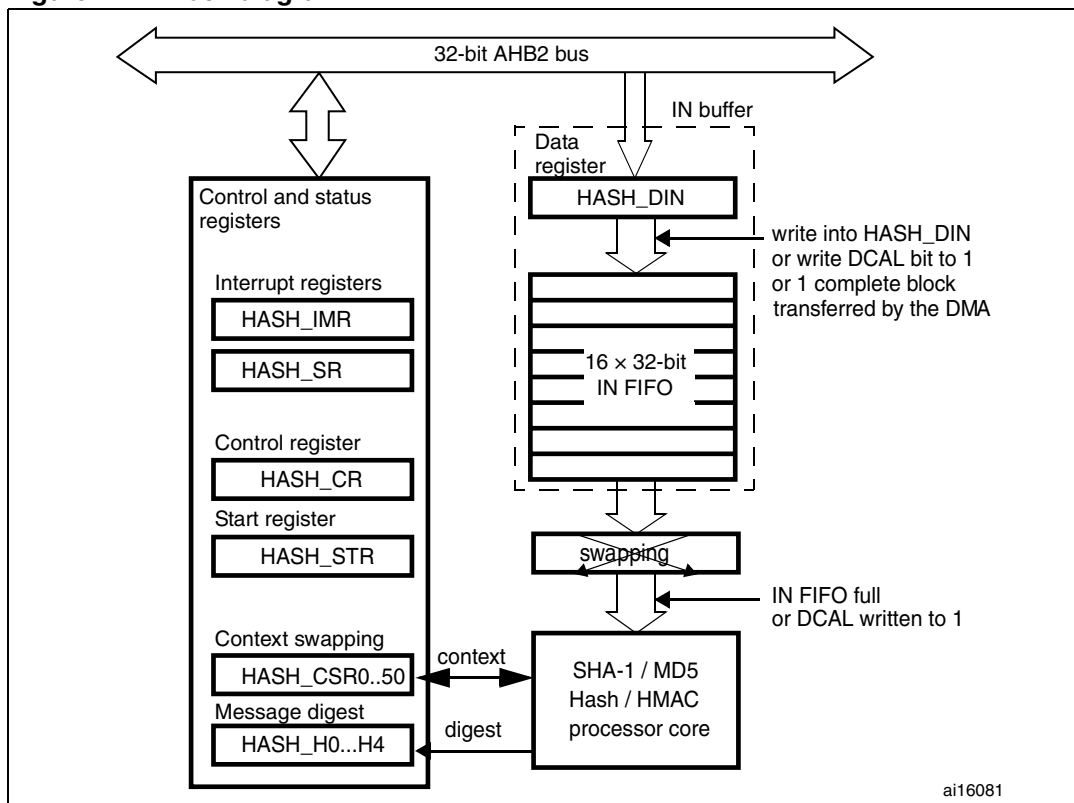 32-bit AHB2 bus
IN buffer
Data
register
HASH_DIN
write into HASH_DIN
or write DCAL bit to 1
or 1 complete block
transferred by the DMA
16 × 32-bit
IN FIFO
swapping
IN FIFO full
or DCAL written to 1
Control and status
registers
Interrupt registers
HASH_IMR
HASH_SR
Control register
HASH_CR
Start register
HASH_STR
Context swapping
HASH_CSR0..50
context
Message digest
HASH_H0...H4
digest
SHA-1 / MD5
Hash / HMAC
processor core
ai16081